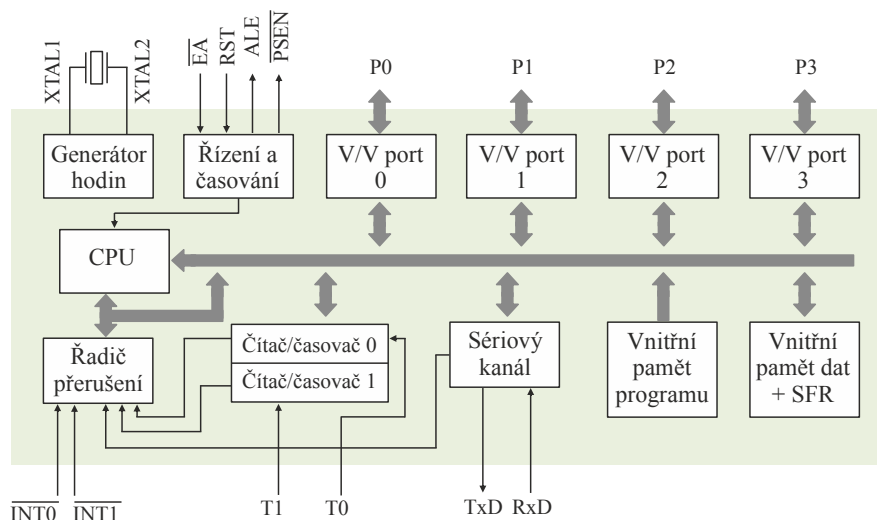 XTAL1
XTAL2
EA
RST
ALE
PSEN
P0
P1
P2
P3
Generátor
hodin
Řízení a
časování
V/V port
0
V/V port
1
V/V port
2
V/V port
3
CPU
Řadič
přerušení
Čítač/časovač 0
Čítač/časovač 1
Sériový
kanál
Vnitřní
pamět
programu
Vnitřní
pamět dat
+ SFR
INT0
INT1
T1
T0
TxD
RxD